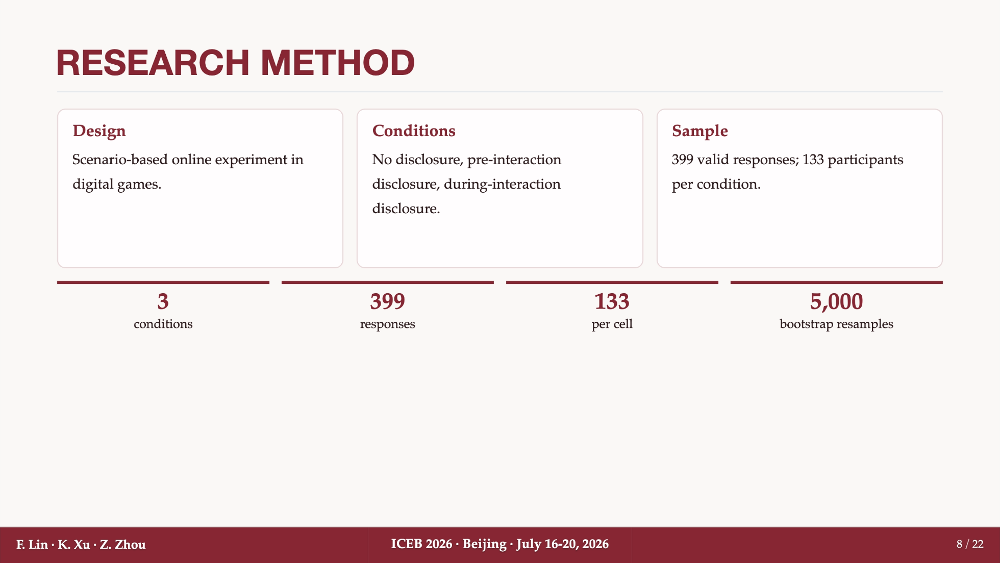 RESEARCH METHOD
Design
Scenario-based online experiment in
digital games.
Conditions
No disclosure, pre-interaction
disclosure, during-interaction
disclosure.
Sample
399 valid responses; 133 participants
per condition.
3
conditions
399
responses
133
per cell
5,000
bootstrap resamples
F. Lin · K. Xu · Z. Zhou
ICEB 2026 · Beijing · July 16-20, 2026
8 / 22